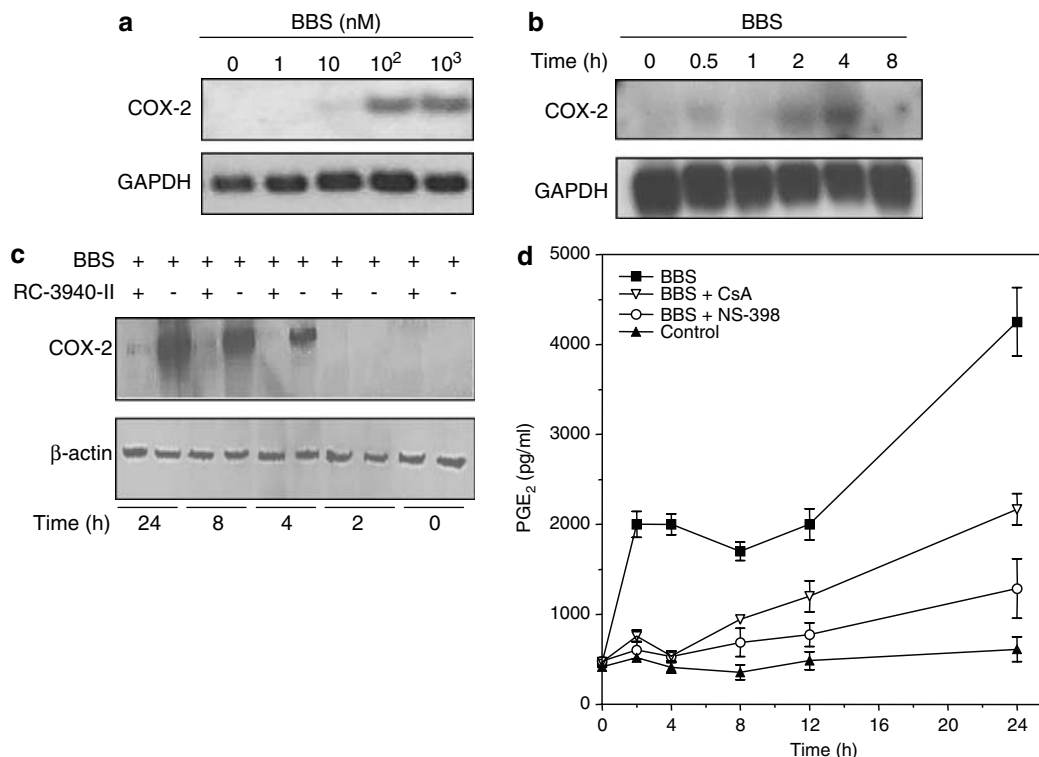 a
BBS (nM)
0 1 10 10² 10³
COX-2
GAPDH
b
BBS
Time (h) 0 0.5 1 2 4 8
COX-2
GAPDH
c
BBS + + + + + + + + + +
RC-3940-II + - + - + - + - + -
COX-2
β-actin
Time (h) 24 8 4 2 0
d
5000
4000
3000
2000
1000
0
PGE₂ (pg/ml)
BBS
BBS + CsA
BBS + NS-398
Control
0 4 8 12 16 20 24
Time (h)